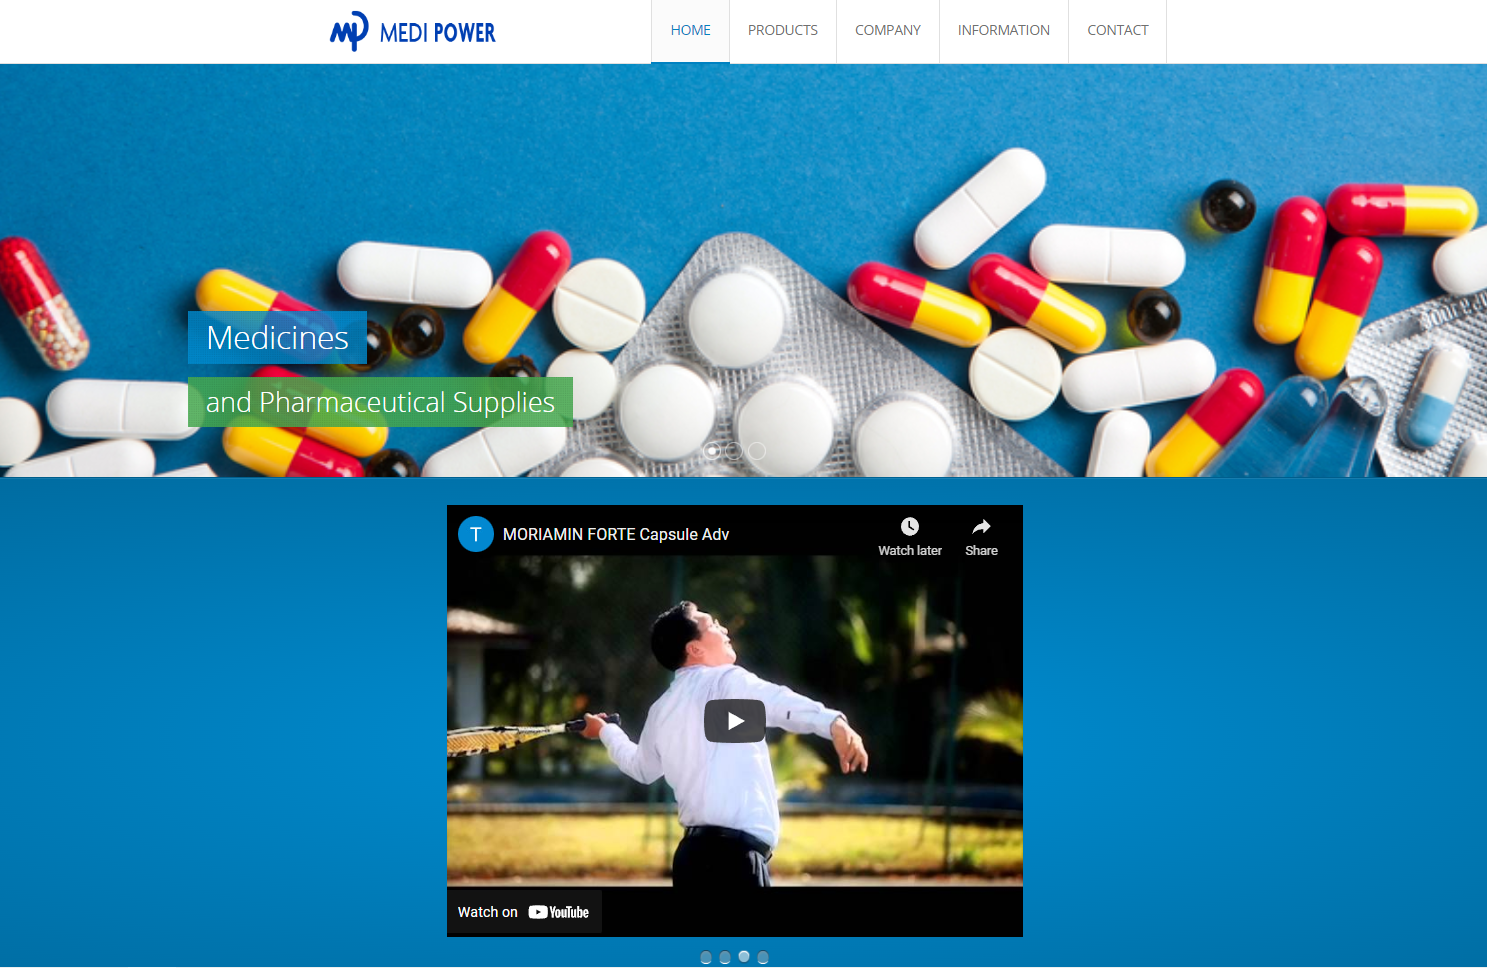 MEDI POWER
HOME
PRODUCTS
COMPANY
INFORMATION
CONTACT
Medicines
and Pharmaceutical Supplies
T
MORIAMIN FORTE Capsule Adv
Watch later
Share
Watch on YouTube